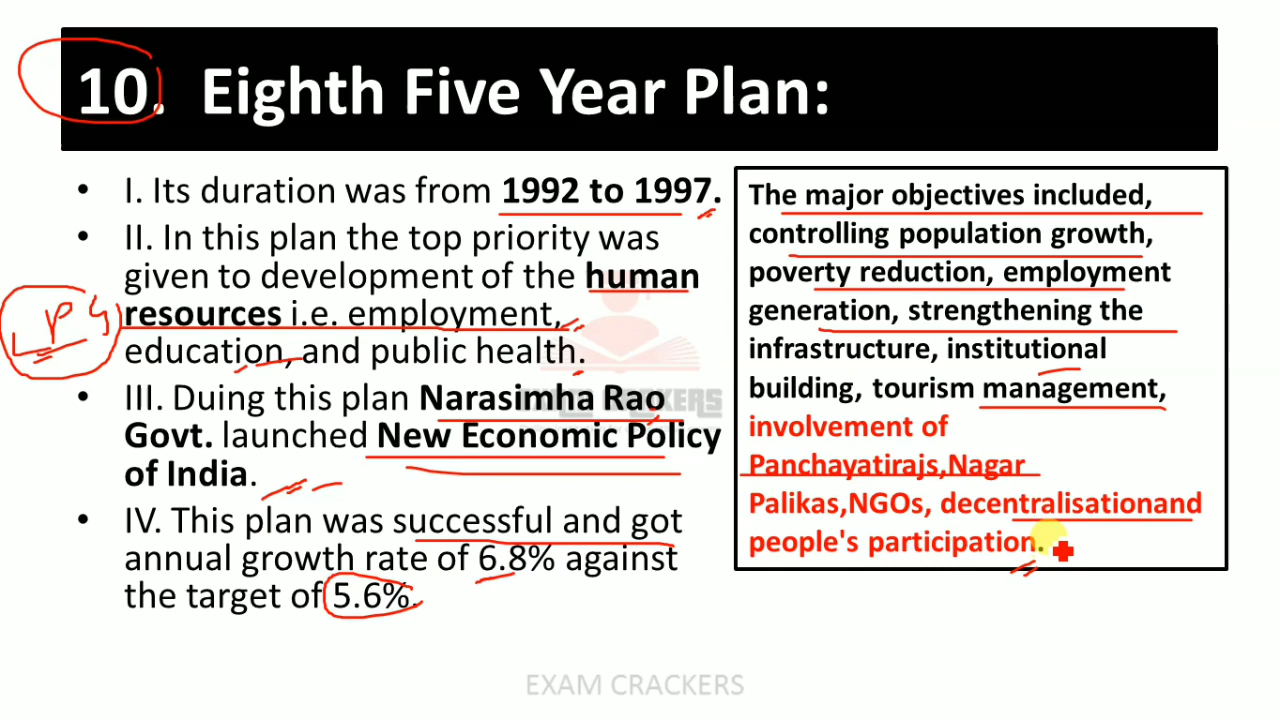 10. Eighth Five Year Plan:
• I. Its duration was from 1992 to 1997.
• II. In this plan the top priority was
given to development of the human
resources i.e. employment,
education, and public health.
• III. Duing this plan Narasimha Rao
Govt. launched New Economic Policy
of India.
• IV. This plan was successful and got
annual growth rate of 6.8% against
the target of 5.6%.
The major objectives included,
controlling population growth,
poverty reduction, employment
generation, strengthening the
infrastructure, institutional
building, tourism management,
involvement of
Panchayatirajs,Nagar
Palikas,NGOs, decentralisationand
people's participation.
LPG
EXAM CRACKERS